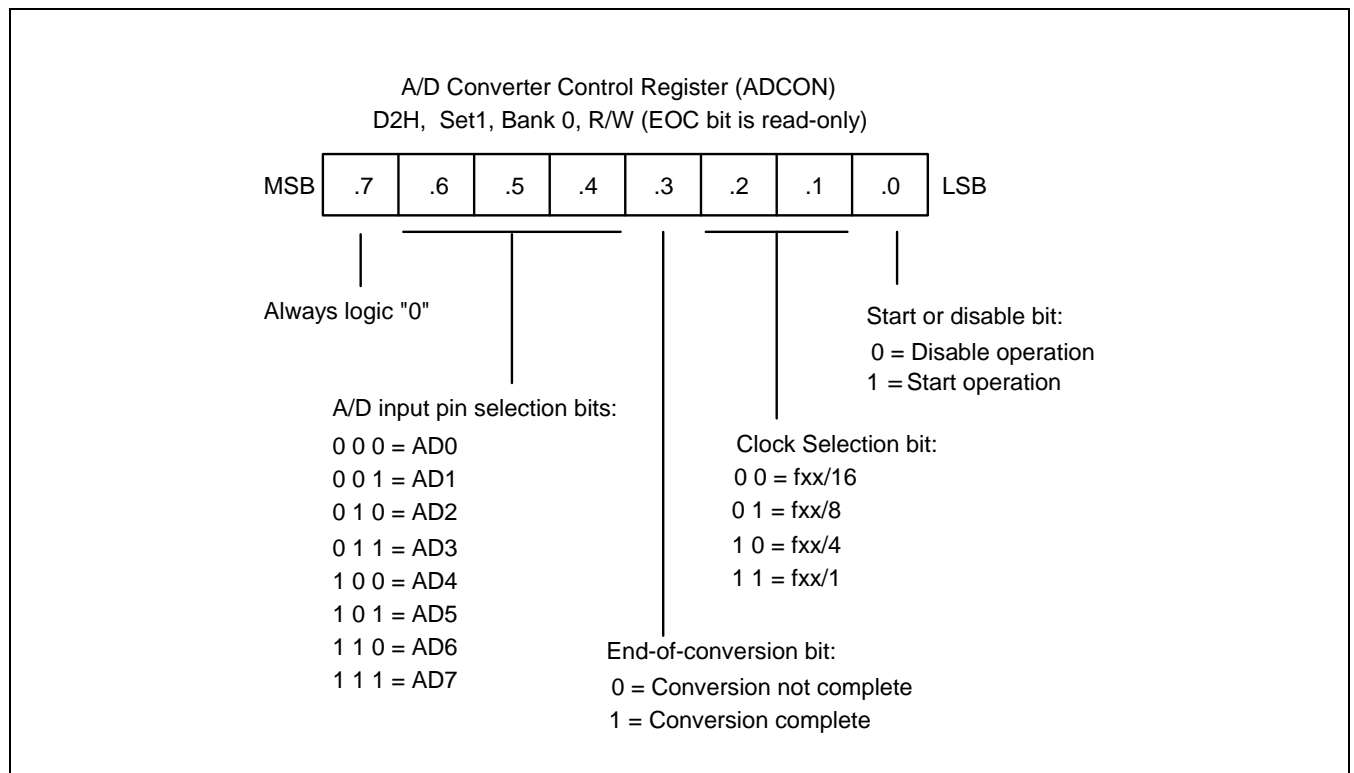 A/D Converter Control Register (ADCON)
D2H, Set1, Bank 0, R/W (EOC bit is read-only)
MSB .7 .6 .5 .4 .3 .2 .1 .0 LSB
Always logic "0"
A/D input pin selection bits:
0 0 0 = AD0
0 0 1 = AD1
0 1 0 = AD2
0 1 1 = AD3
1 0 0 = AD4
1 0 1 = AD5
1 1 0 = AD6
1 1 1 = AD7
End-of-conversion bit:
0 = Conversion not complete
1 = Conversion complete
Clock Selection bit:
0 0 = fxx/16
0 1 = fxx/8
1 0 = fxx/4
1 1 = fxx/1
Start or disable bit:
0 = Disable operation
1 = Start operation